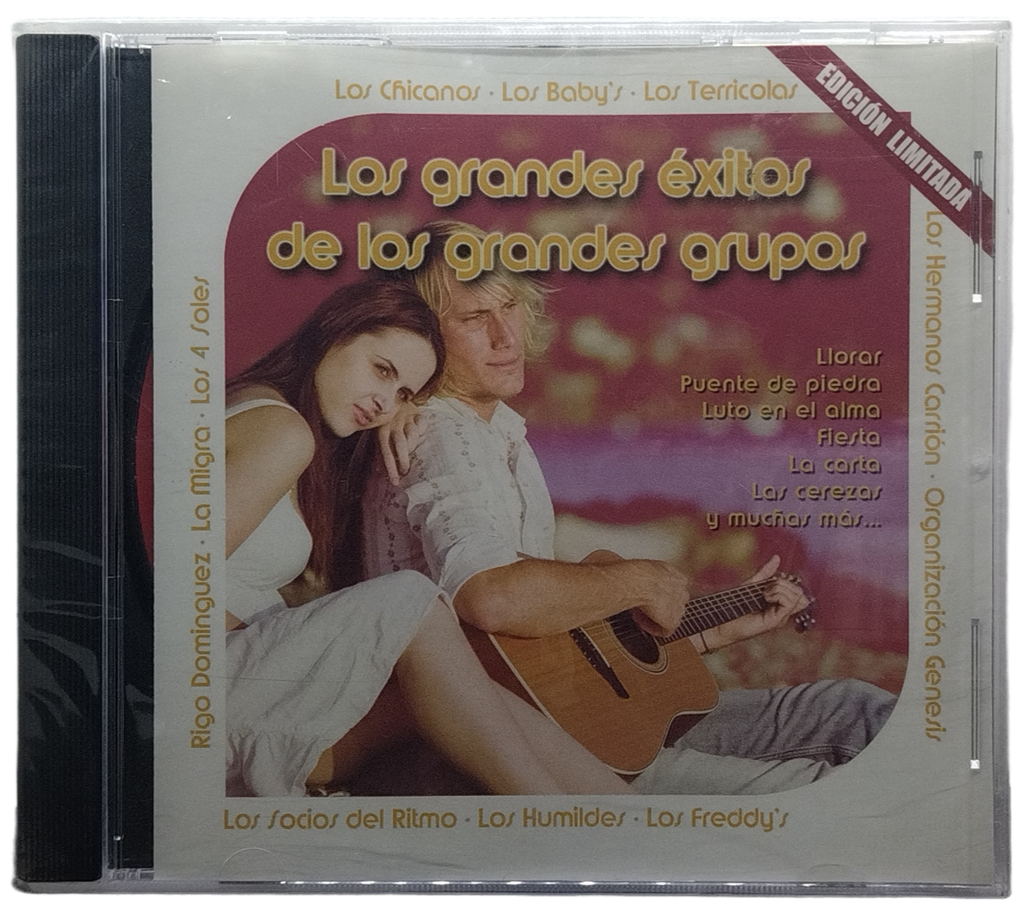 Los Chicanos · Los Baby's · Los Terricolas
EDICIÓN LIMITADA
Los grandes éxitos
de los grandes grupos
Llorar
Puente de piedra
Luto en el alma
Fiesta
La carta
Las cerezas
y muchas más...
Los Hermanos Carrión · Organización Genesis
Rigo Dominguez · La Migra · Los 4 Soles
Los Socios del Ritmo · Los Humildes · Los Freddy's